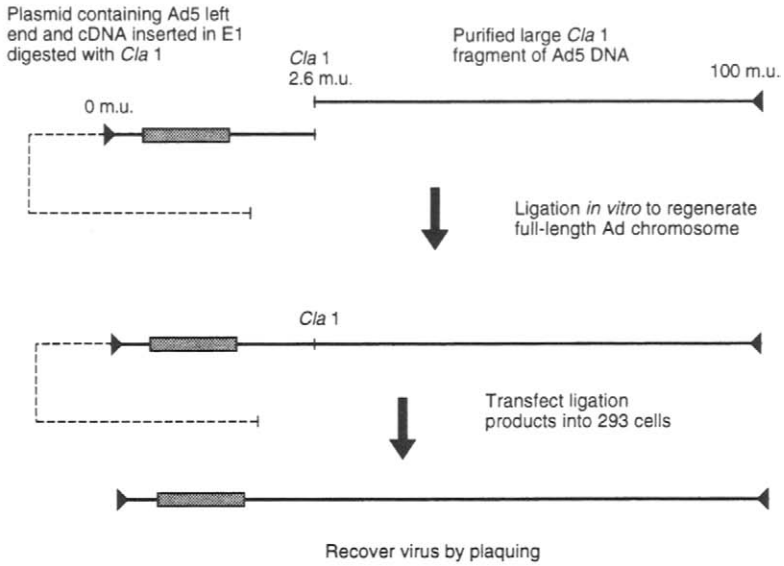 Plasmid containing Ad5 left
end and cDNA inserted in E1
digested with Cla 1
Cla 1
2.6 m.u.
Purified large Cla 1
fragment of Ad5 DNA
100 m.u.
0 m.u.
Ligation in vitro to regenerate
full-length Ad chromosome
Cla 1
Transfect ligation
products into 293 cells
Recover virus by plaquing